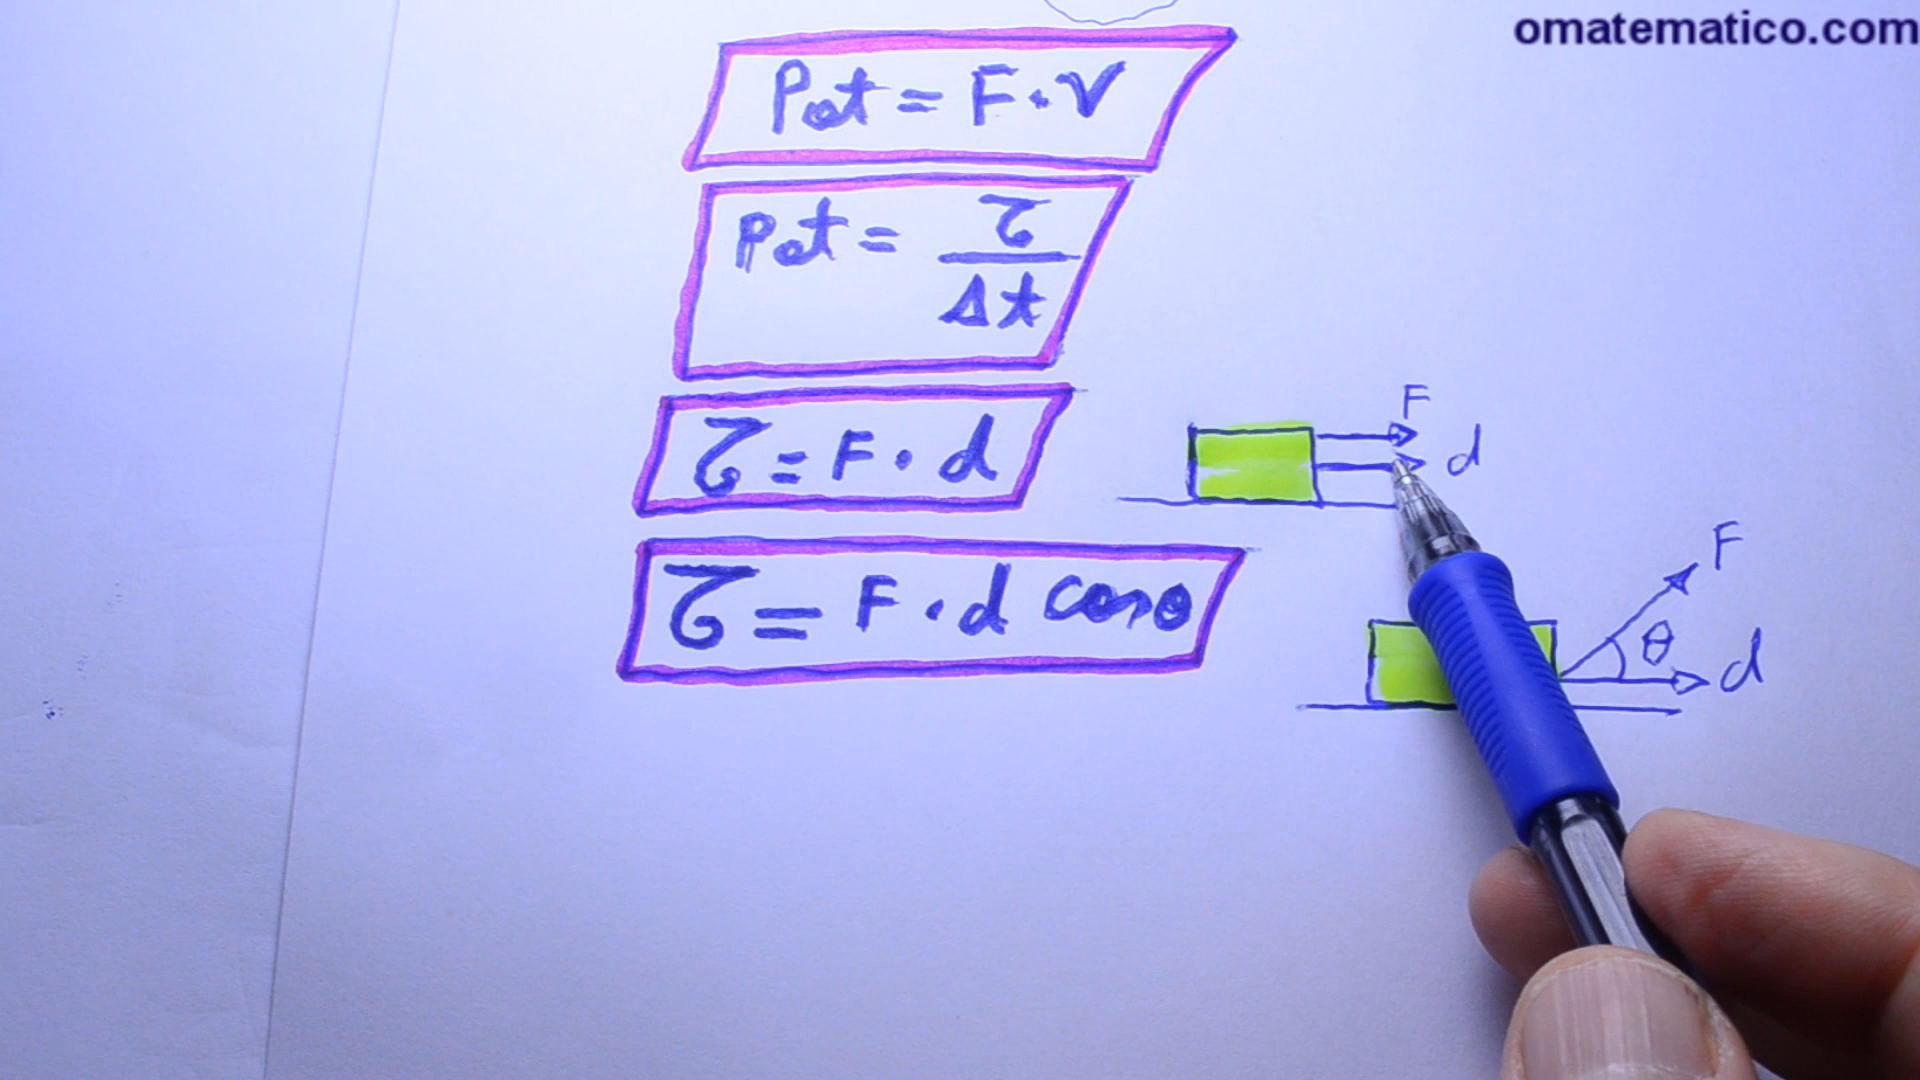 omatematico.com
Pot = F · V
Pot = τ / Δt
τ = F · d
F
d
τ = F · d cosθ
F
θ
d